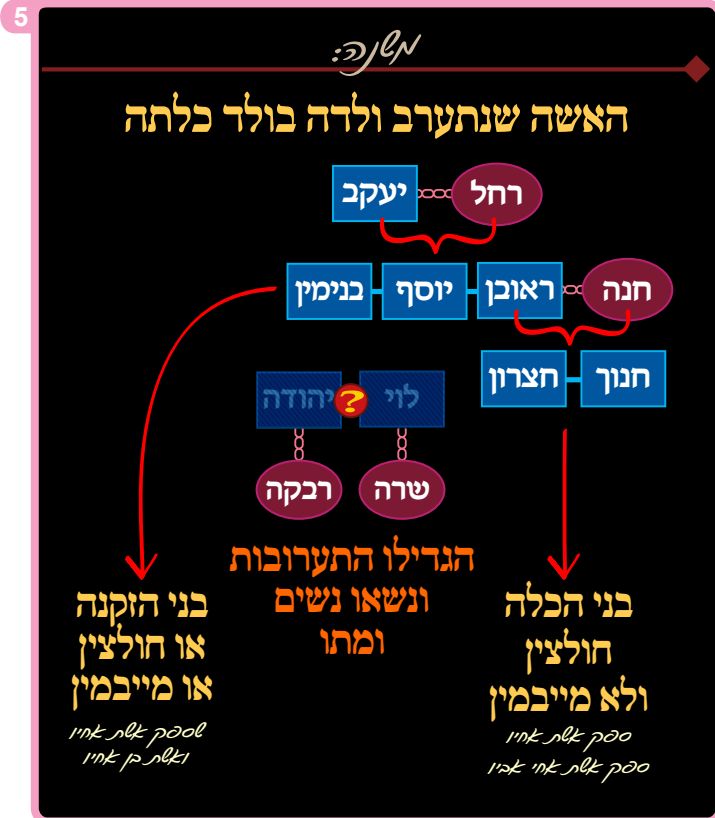 5
משנה:
האשה שנתערב ולדה בולד כלתה
רחל יעקב
חנה ראובן יוסף בנימין
חנוך חצרון
לוי ? יהודה
שרה רבקה
הגדילו התערובות
ונשאו נשים
ומתו
בני הכלה
חולצין
ולא מייבמין
ספק אשת אחיו
ספק אשת אחי אביו
בני הזקנה
או חולצין
או מייבמין
שספק אשת אחיו
ואשת בן אחיו